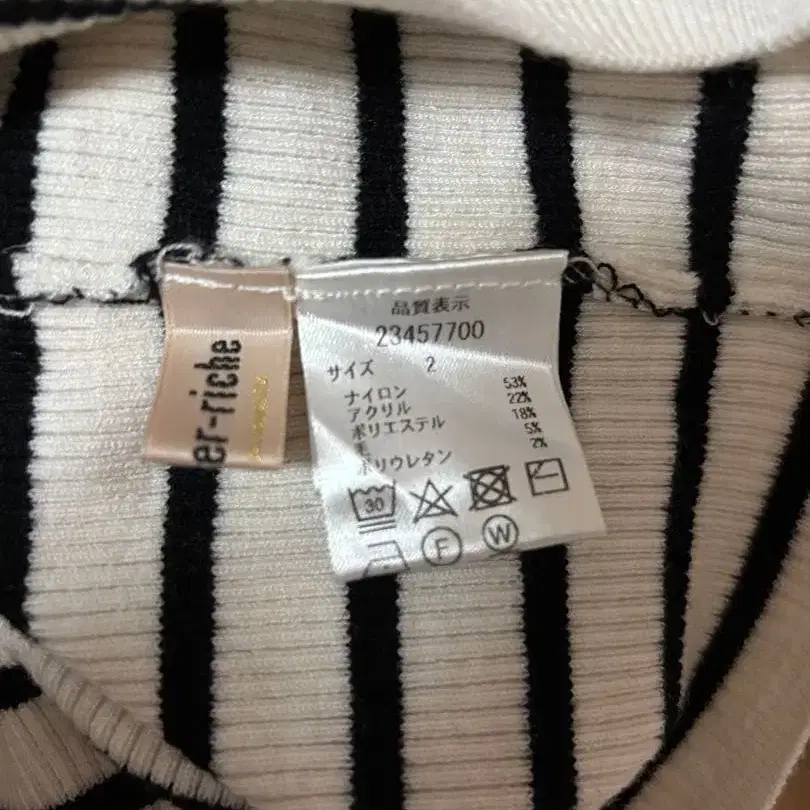 er-riche
品質表示
23457700
サイズ 2
ナイロン 53%
アクリル 22%
ポリエステル 18%
毛 5%
ポリウレタン 2%
30
F W